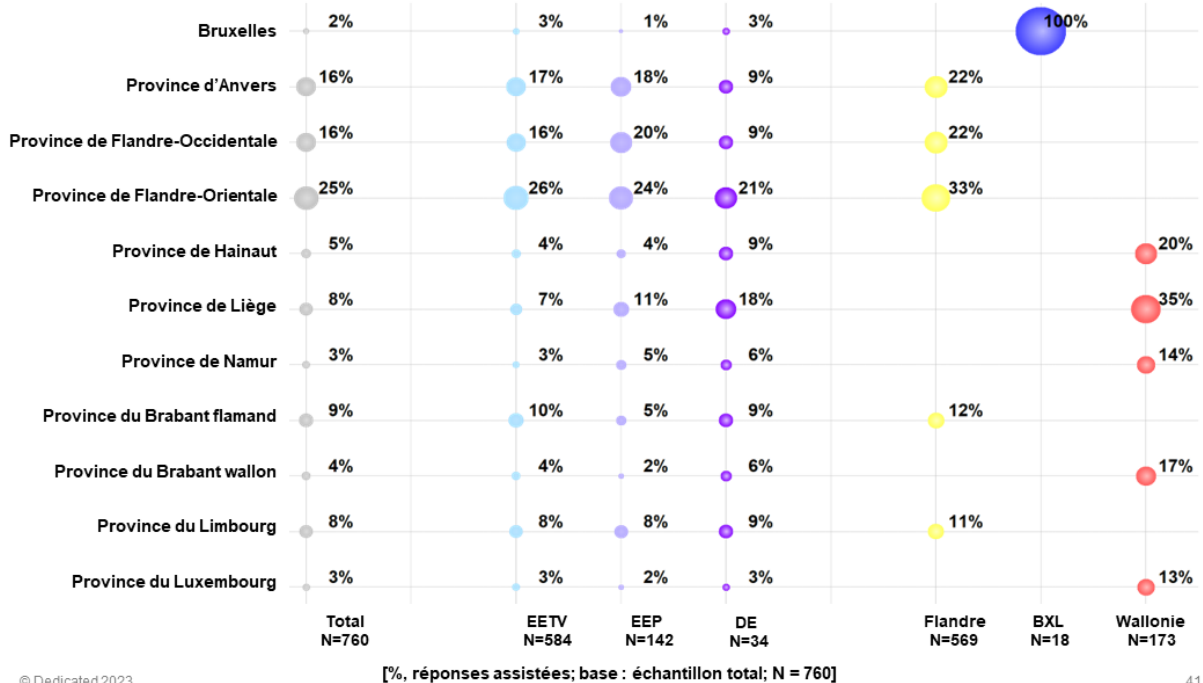 Bruxelles 2% 3% 1% 3% 100%
Province d'Anvers 16% 17% 18% 9% 22%
Province de Flandre-Occidentale 16% 16% 20% 9% 22%
Province de Flandre-Orientale 25% 26% 24% 21% 33%
Province de Hainaut 5% 4% 4% 9% 20%
Province de Liège 8% 7% 11% 18% 35%
Province de Namur 3% 3% 5% 6% 14%
Province du Brabant flamand 9% 10% 5% 9% 12%
Province du Brabant wallon 4% 4% 2% 6% 17%
Province du Limbourg 8% 8% 8% 9% 11%
Province du Luxembourg 3% 3% 2% 3% 13%
Total EETV EEP DE Flandre BXL Wallonie
N=760 N=584 N=142 N=34 N=569 N=18 N=173
[%, réponses assistées; base : échantillon total; N = 760]
© Dedicated 2023 41